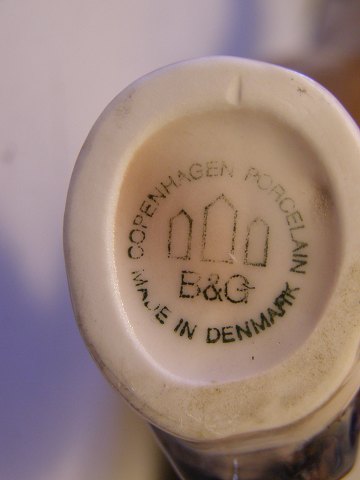 COPENHAGEN PORCELAIN
B&G
MADE IN DENMARK